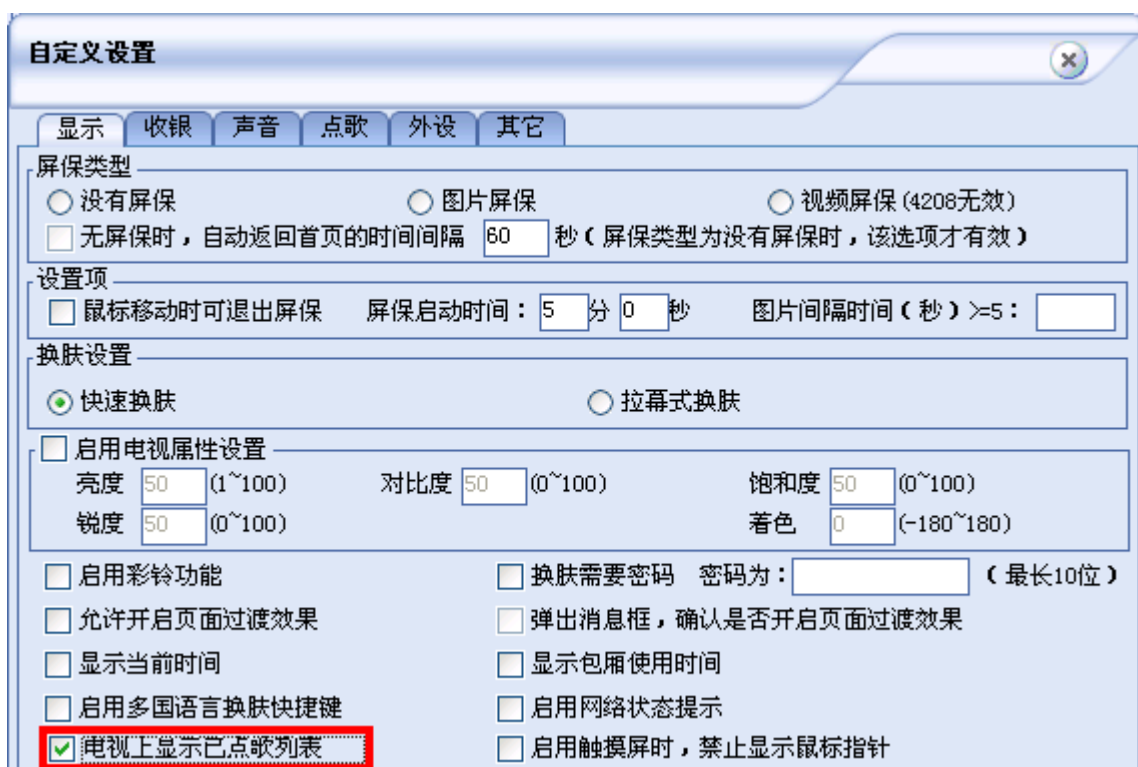 自定义设置
显示 收银 声音 点歌 外设 其它
屏保类型
没有屏保 图片屏保 视频屏保(4208无效)
无屏保时，自动返回首页的时间间隔 60 秒(屏保类型为没有屏保时，该选项才有效)
设置项
鼠标移动时可退出屏保 屏保启动时间： 5 分 0 秒 图片间隔时间(秒)>=5：
换肤设置
快速换肤 拉幕式换肤
启用电视属性设置
亮度 50 (1~100) 对比度 50 (0~100) 饱和度 50 (0~100)
锐度 50 (0~100) 着色 0 (-180~180)
启用彩铃功能 换肤需要密码 密码为： (最长10位)
允许开启页面过渡效果 弹出消息框，确认是否开启页面过渡效果
显示当前时间 显示包厢使用时间
启用多国语言换肤快捷键 启用网络状态提示
电视上显示已点歌列表 启用触摸屏时，禁止显示鼠标指针